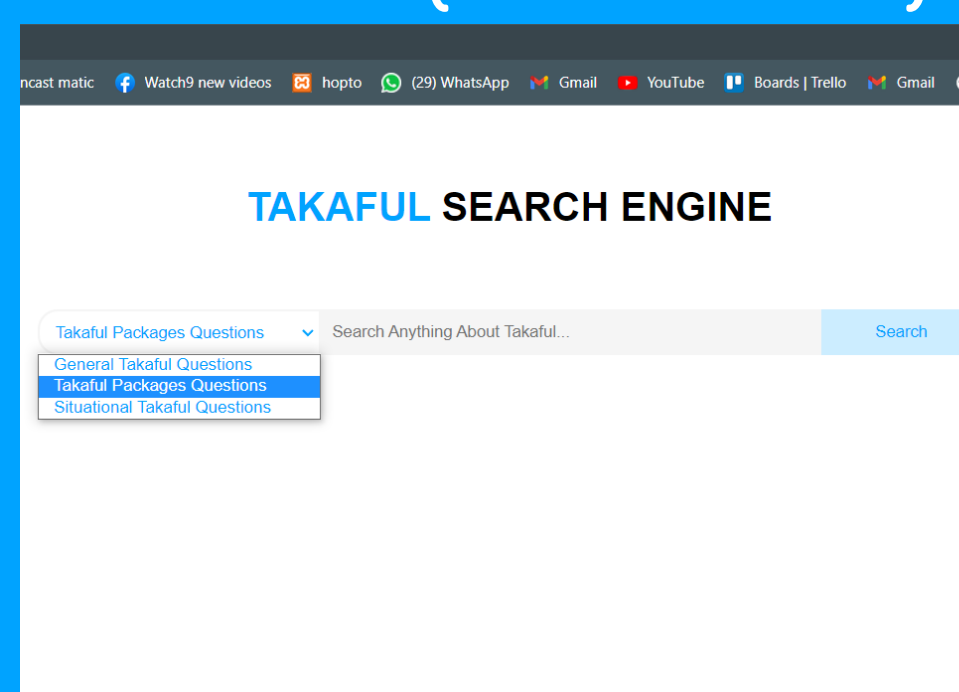 ncast matic Watch9 new videos hopto (29) WhatsApp Gmail YouTube Boards | Trello Gmail
TAKAFUL SEARCH ENGINE
Takaful Packages Questions Search Anything About Takaful... Search
General Takaful Questions
Takaful Packages Questions
Situational Takaful Questions